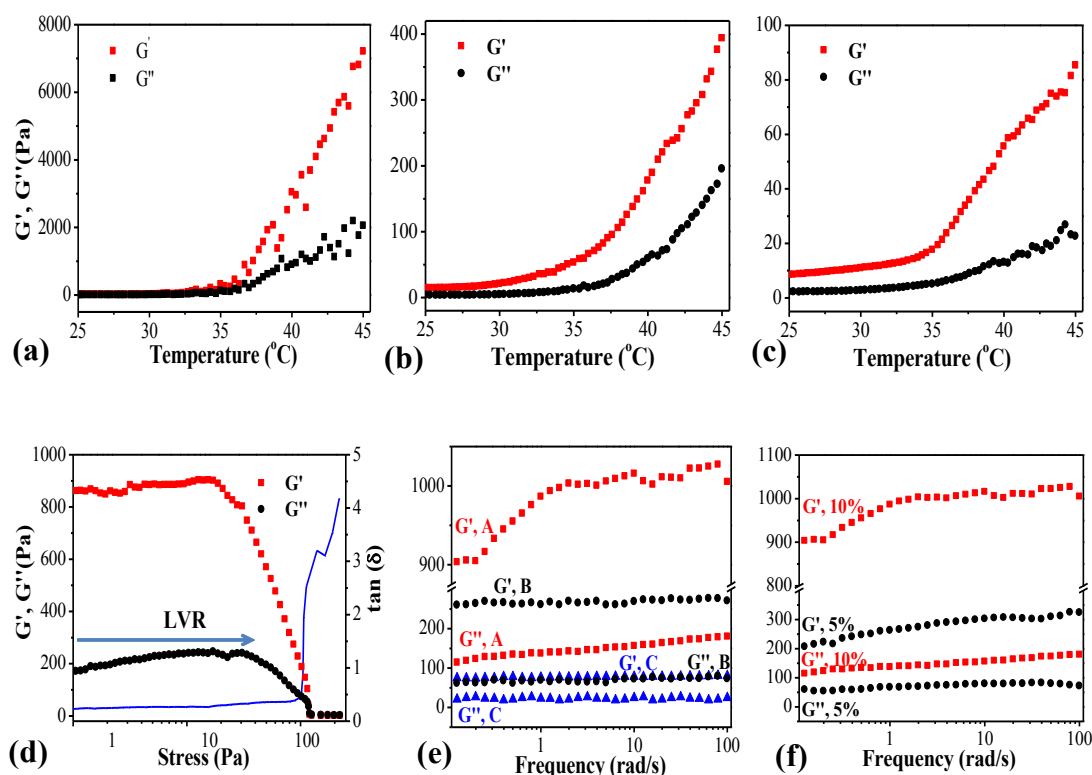 8000
6000
4000
2000
0
G', G''(Pa)
G'
G''
25 30 35 40 45
Temperature (°C)
(a)
400
300
200
100
0
G'
G''
25 30 35 40 45
Temperature (°C)
(b)
100
80
60
40
20
0
G'
G''
25 30 35 40 45
Temperature (°C)
(c)
1000
800
600
400
200
0
G', G''(Pa)
5
4
3
2
1
0
tan (δ)
G'
G''
LVR
1 10 100
Stress (Pa)
(d)
1000
900
200
100
0
G', A
G', B
G'', A
G', C
G'', B
G'', C
1 10 100
Frequency (rad/s)
(e)
1100
1000
900
800
300
200
100
0
G', 10%
G', 5%
G'', 10%
G'', 5%
1 10 100
Frequency (rad/s)
(f)